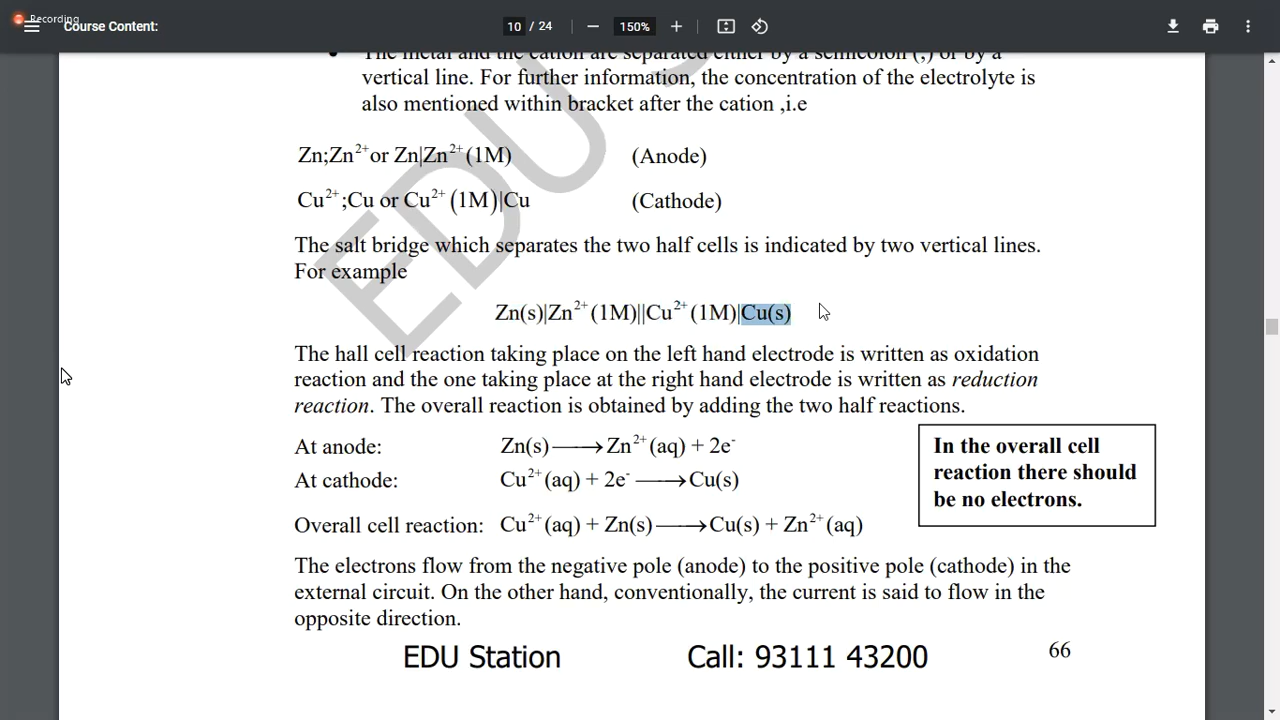 Recording
Course Content:
10 / 24
150%
The metal and the cation are separated either by a semicolon (;) or by a
vertical line. For further information, the concentration of the electrolyte is
also mentioned within bracket after the cation ,i.e
Zn;Zn²⁺or Zn|Zn²⁺(1M) (Anode)
Cu²⁺;Cu or Cu²⁺(1M)|Cu (Cathode)
The salt bridge which separates the two half cells is indicated by two vertical lines.
For example
Zn(s)|Zn²⁺(1M)||Cu²⁺(1M)|Cu(s)
The hall cell reaction taking place on the left hand electrode is written as oxidation
reaction and the one taking place at the right hand electrode is written as reduction
reaction. The overall reaction is obtained by adding the two half reactions.
At anode: Zn(s)⟶Zn²⁺(aq) + 2e⁻
At cathode: Cu²⁺(aq) + 2e⁻ ⟶Cu(s)
Overall cell reaction: Cu²⁺(aq) + Zn(s)⟶Cu(s) + Zn²⁺(aq)
In the overall cell
reaction there should
be no electrons.
The electrons flow from the negative pole (anode) to the positive pole (cathode) in the
external circuit. On the other hand, conventionally, the current is said to flow in the
opposite direction.
EDU Station Call: 93111 43200
66
EDU S